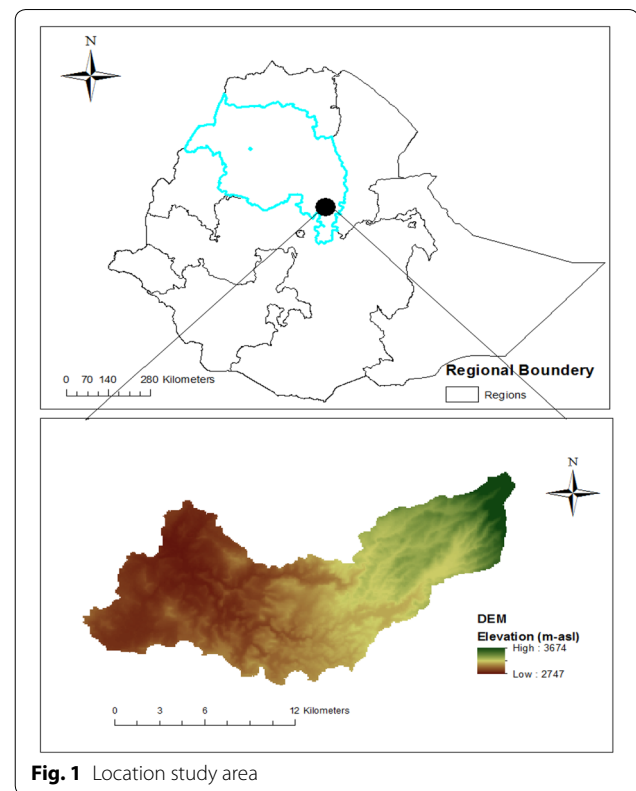 N
0 70 140 280 Kilometers
Regional Boundery
Regions
N
DEM
Elevation (m-asl)
High : 3674
Low : 2747
0 3 6 12 Kilometers
Fig. 1 Location study area